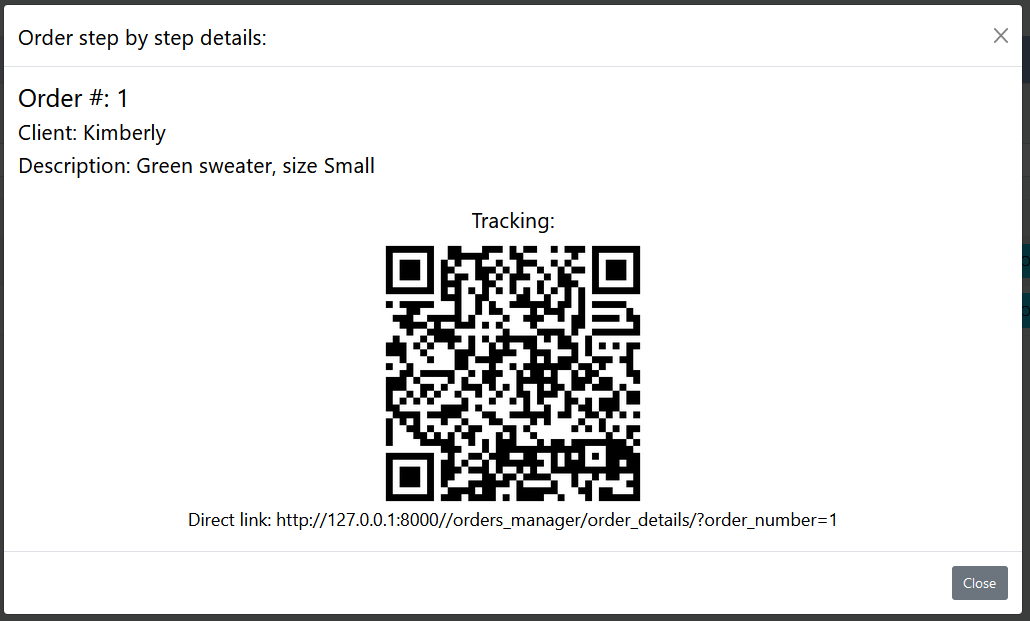 Order step by step details:
Order #: 1
Client: Kimberly
Description: Green sweater, size Small
Tracking:
Direct link: http://127.0.0.1:8000//orders_manager/order_details/?order_number=1
Close